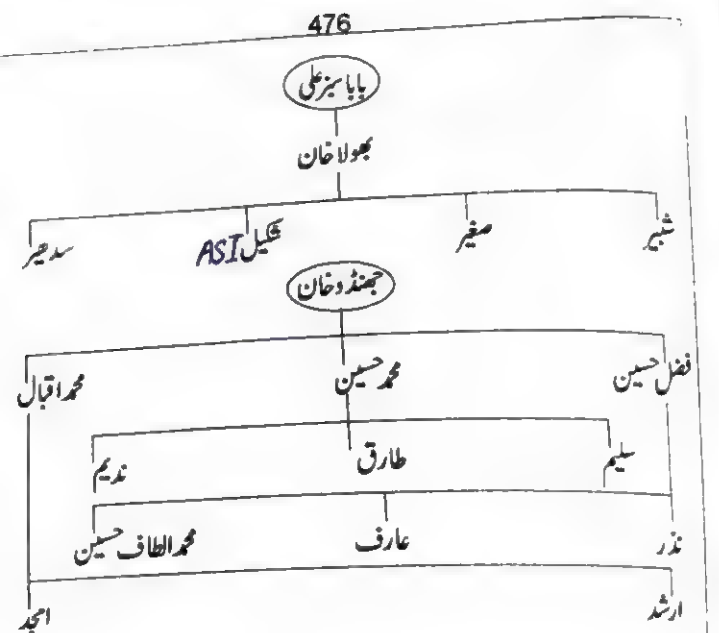 476
بابا سبز علی
بھولا خان
شبیر صغیر شکیل ASI سدھیر
جھنڈو خان
فضل حسین محمد حسین محمد اقبال
سلیم طارق ندیم
نذر عارف محمد الطاف حسین
ارشد امجد